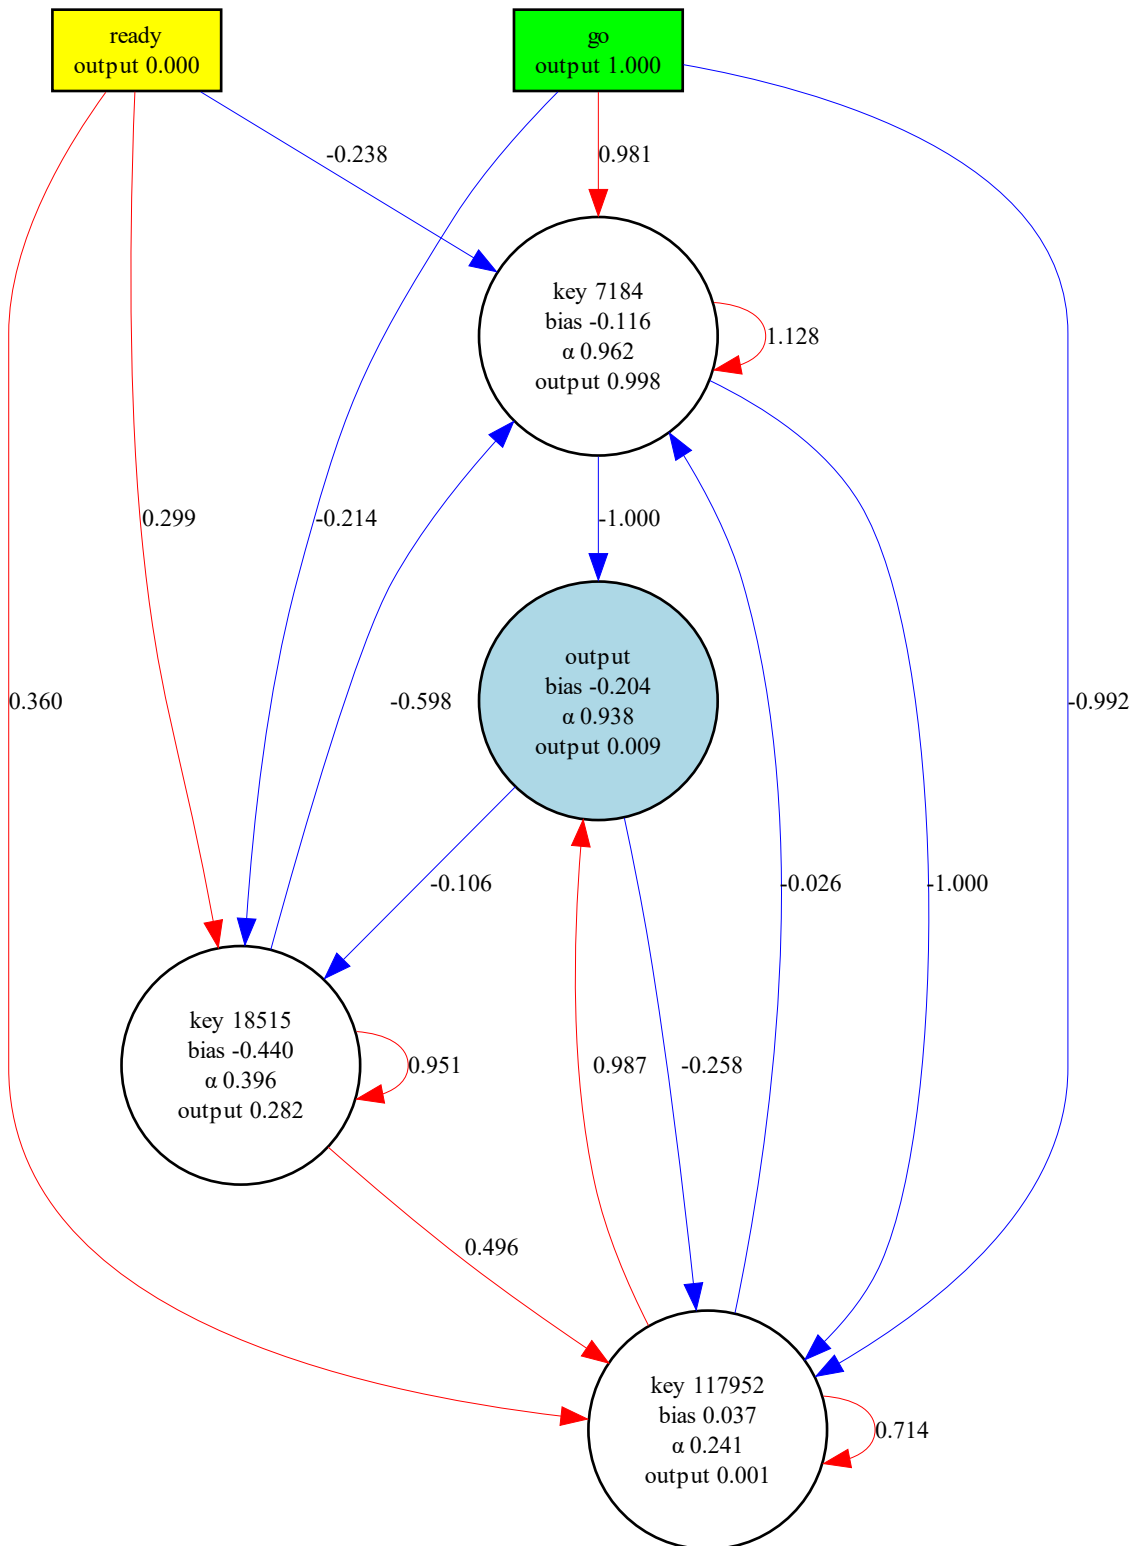 ready
output 0.000
go
output 1.000
-0.238
0.981
key 7184
bias -0.116
α 0.962
output 0.998
1.128
0.299
-0.214
-1.000
output
bias -0.204
α 0.938
output 0.009
0.360
-0.598
-0.992
-0.106
-0.026
-1.000
key 18515
bias -0.440
α 0.396
output 0.282
0.951
0.987
-0.258
0.496
key 117952
bias 0.037
α 0.241
output 0.001
0.714